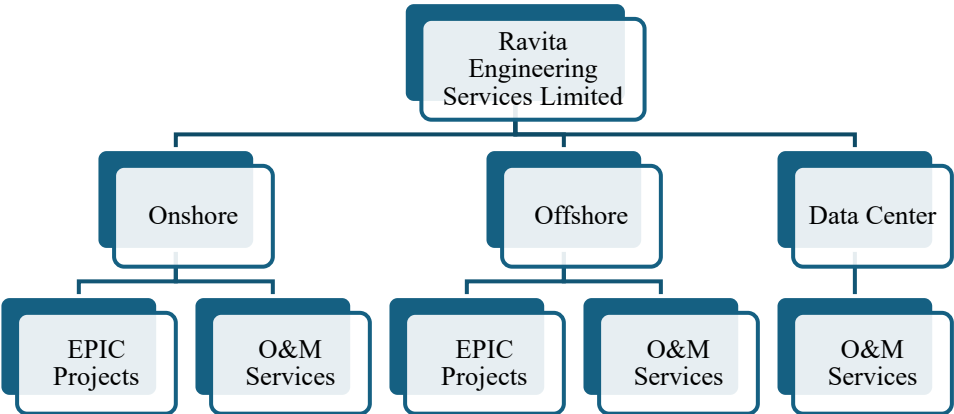 Ravita
Engineering
Services Limited
Onshore
Offshore
Data Center
EPIC
Projects
O&M
Services
EPIC
Projects
O&M
Services
O&M
Services